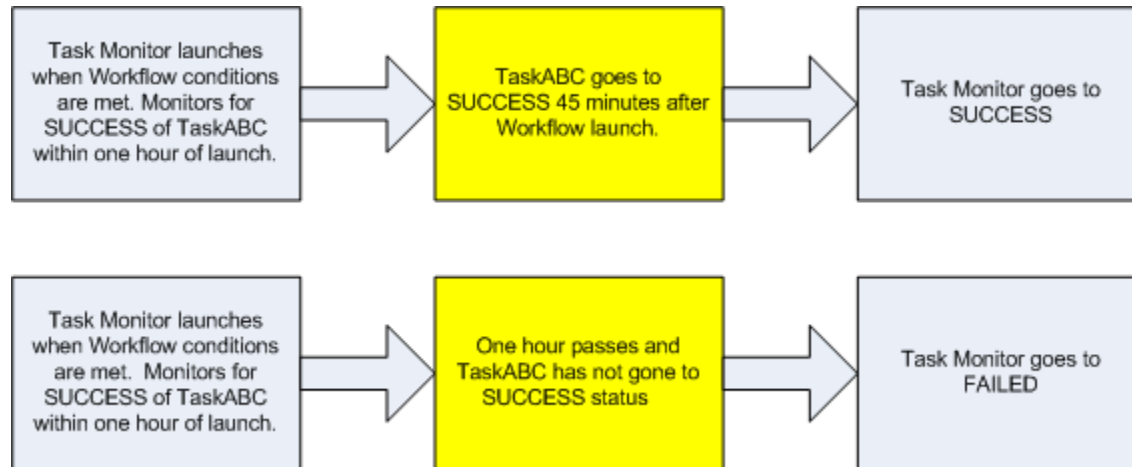 Task Monitor launches
when Workflow conditions
are met. Monitors for
SUCCESS of TaskABC
within one hour of launch.
TaskABC goes to
SUCCESS 45 minutes after
Workflow launch.
Task Monitor goes to
SUCCESS
Task Monitor launches
when Workflow conditions
are met.  Monitors for
SUCCESS of TaskABC
within one hour of launch.
One hour passes and
TaskABC has not gone to
SUCCESS status
Task Monitor goes to
FAILED